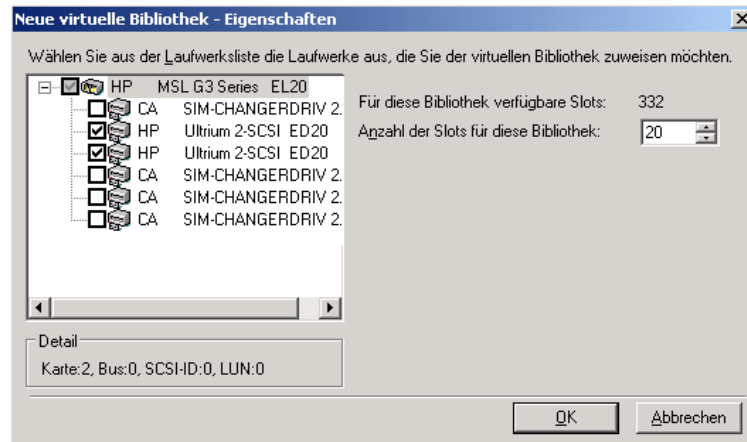 Neue virtuelle Bibliothek - Eigenschaften
Wählen Sie aus der Laufwerksliste die Laufwerke aus, die Sie der virtuellen Bibliothek zuweisen möchten.
HP MSL G3 Series EL20
CA SIM-CHANGERDRIV 2.
HP Ultrium 2-SCSI ED20
HP Ultrium 2-SCSI ED20
CA SIM-CHANGERDRIV 2.
CA SIM-CHANGERDRIV 2.
CA SIM-CHANGERDRIV 2.
Für diese Bibliothek verfügbare Slots: 332
Anzahl der Slots für diese Bibliothek: 20
Detail
Karte:2, Bus:0, SCSI-ID:0, LUN:0
OK Abbrechen